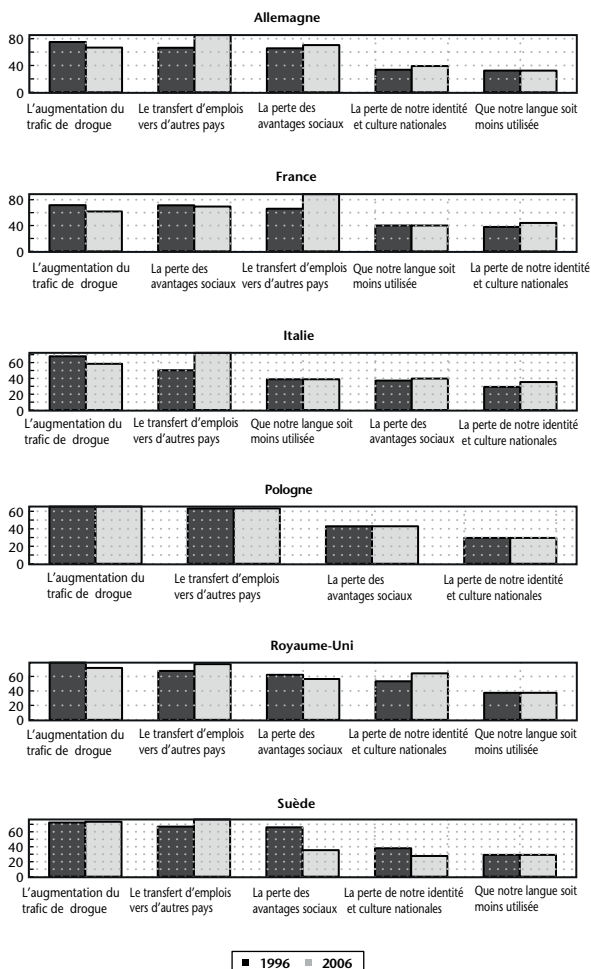 Allemagne
80
40
0
L'augmentation du
trafic de drogue
Le transfert d'emplois
vers d'autres pays
La perte des
avantages sociaux
La perte de notre identité
et culture nationales
Que notre langue soit
moins utilisée
France
80
40
0
L'augmentation du
trafic de drogue
La perte des
avantages sociaux
Le transfert d'emplois
vers d'autres pays
Que notre langue soit
moins utilisée
La perte de notre identité
et culture nationales
Italie
60
40
20
0
L'augmentation du
trafic de drogue
Le transfert d'emplois
vers d'autres pays
Que notre langue soit
moins utilisée
La perte des
avantages sociaux
La perte de notre identité
et culture nationales
Pologne
60
40
20
0
L'augmentation du
trafic de drogue
Le transfert d'emplois
vers d'autres pays
La perte des
avantages sociaux
La perte de notre identité
et culture nationales
Royaume-Uni
60
40
20
0
L'augmentation du
trafic de drogue
Le transfert d'emplois
vers d'autres pays
La perte des
avantages sociaux
La perte de notre identité
et culture nationales
Que notre langue soit
moins utilisée
Suède
60
40
20
0
L'augmentation du
trafic de drogue
Le transfert d'emplois
vers d'autres pays
La perte des
avantages sociaux
La perte de notre identité
et culture nationales
Que notre langue soit
moins utilisée
1996 2006